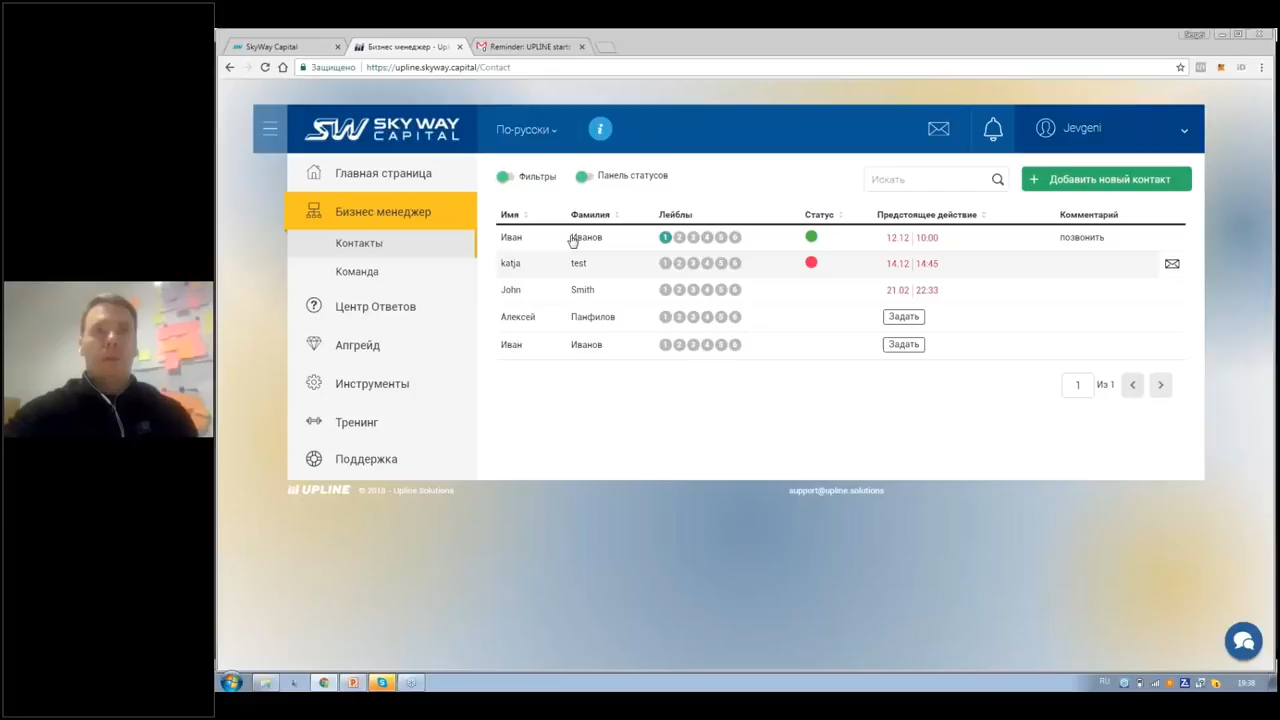 SkyWay Capital
Бизнес менеджер - Upl
Reminder: UPLINE starts
Защищено https://upline.skyway.capital/Contact
SW SKY WAY CAPITAL
По-русски
i
Jevgeni
Главная страница
Бизнес менеджер
Контакты
Команда
Центр Ответов
Апгрейд
Инструменты
Тренинг
Поддержка
Фильтры
Панель статусов
Искать
+ Добавить новый контакт
Имя Фамилия Лейблы Статус Предстоящее действие Комментарий
Иван Иванов 1 2 3 4 5 6 12.12 | 10:00 позвонить
katja test 1 2 3 4 5 6 14.12 | 14:45
John Smith 1 2 3 4 5 6 21.02 | 22:33
Алексей Панфилов 1 2 3 4 5 6 Задать
Иван Иванов 1 2 3 4 5 6 Задать
1 Из 1
UPLINE © 2018 - Upline Solutions
support@upline.solutions
RU
19:38